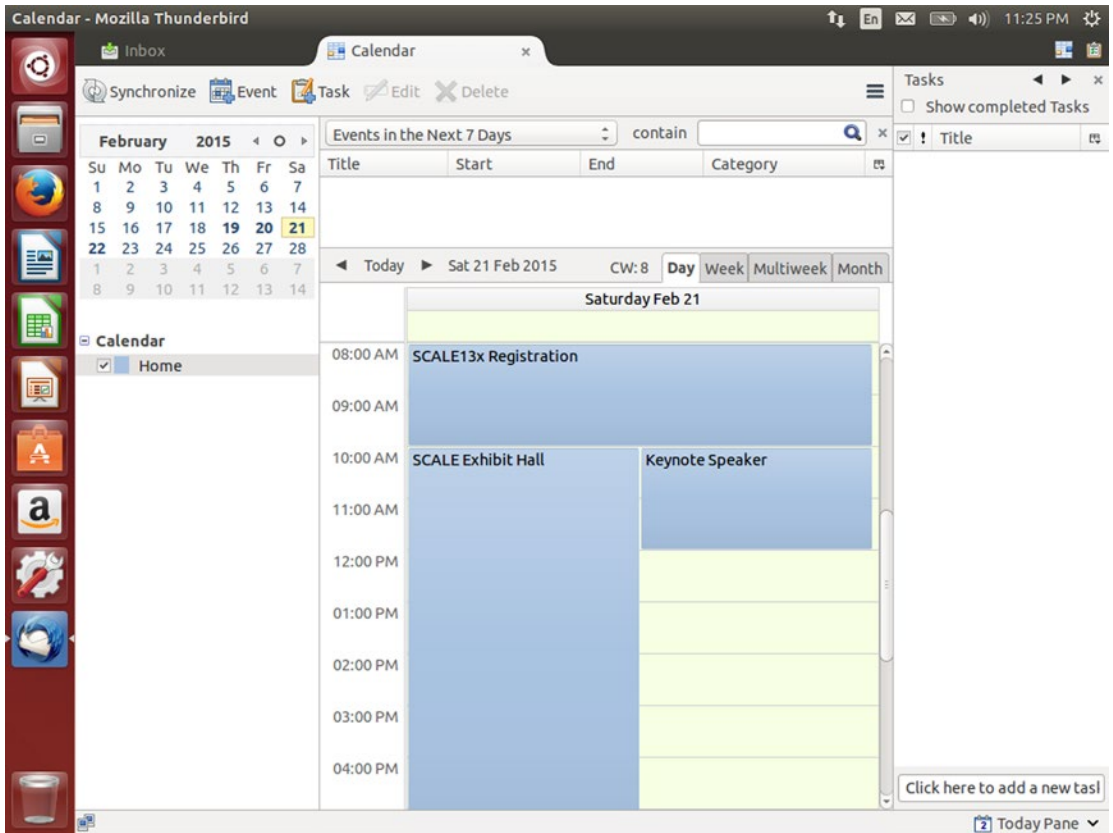 Calendar - Mozilla Thunderbird
En
11:25 PM
Inbox
Calendar
Synchronize Event Task Edit Delete
Tasks
Show completed Tasks
! Title
February 2015
Su Mo Tu We Th Fr Sa
1 2 3 4 5 6 7
8 9 10 11 12 13 14
15 16 17 18 19 20 21
22 23 24 25 26 27 28
1 2 3 4 5 6 7
8 9 10 11 12 13 14
Calendar
Home
Events in the Next 7 Days contain
Title Start End Category
Today Sat 21 Feb 2015 CW: 8 Day Week Multiweek Month
Saturday Feb 21
08:00 AM SCALE13x Registration
09:00 AM
10:00 AM SCALE Exhibit Hall Keynote Speaker
11:00 AM
12:00 PM
01:00 PM
02:00 PM
03:00 PM
04:00 PM
Click here to add a new task
2 Today Pane
A
a